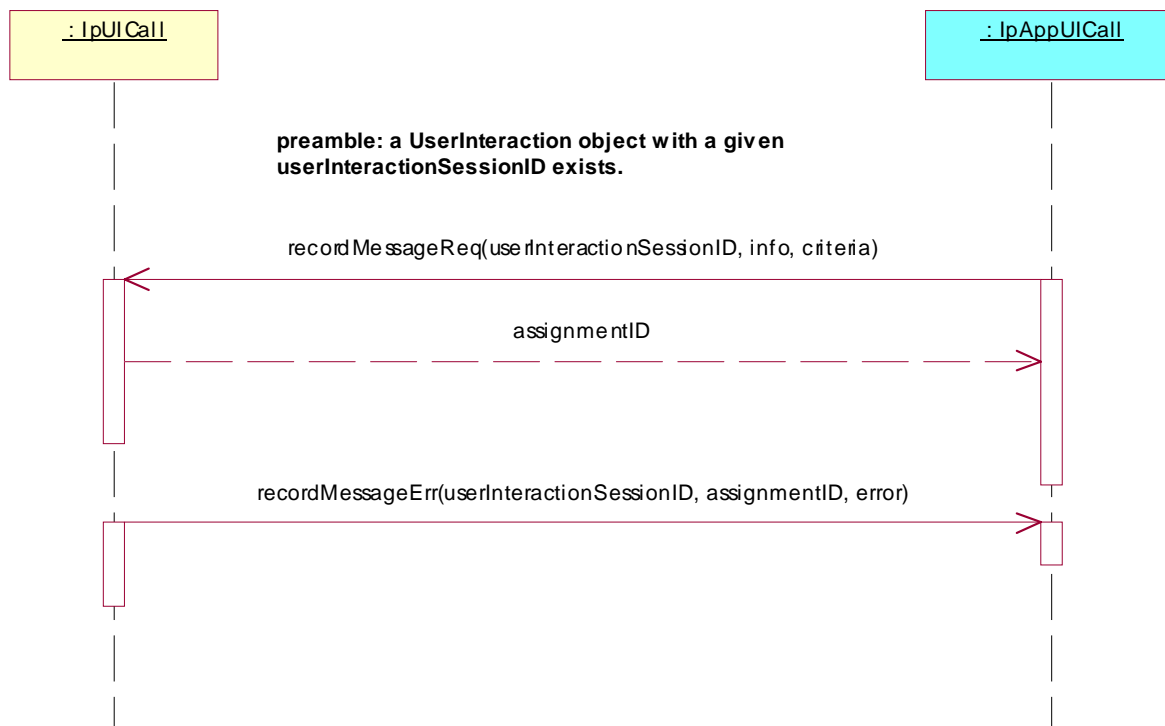 : IpUICall
: IpAppUICall
preamble: a UserInteraction object with a given
userInteractionSessionID exists.
recordMessageReq(userInteractionSessionID, info, criteria)
assignmentID
recordMessageErr(userInteractionSessionID, assignmentID, error)